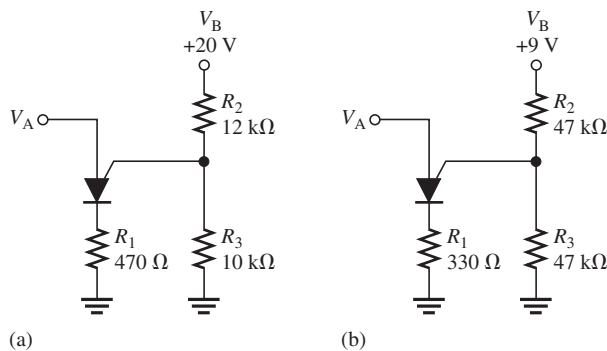 V_B
+20 V
R_2
12 kΩ
V_A
R_1
470 Ω
R_3
10 kΩ
(a)
V_B
+9 V
R_2
47 kΩ
V_A
R_1
330 Ω
R_3
47 kΩ
(b)